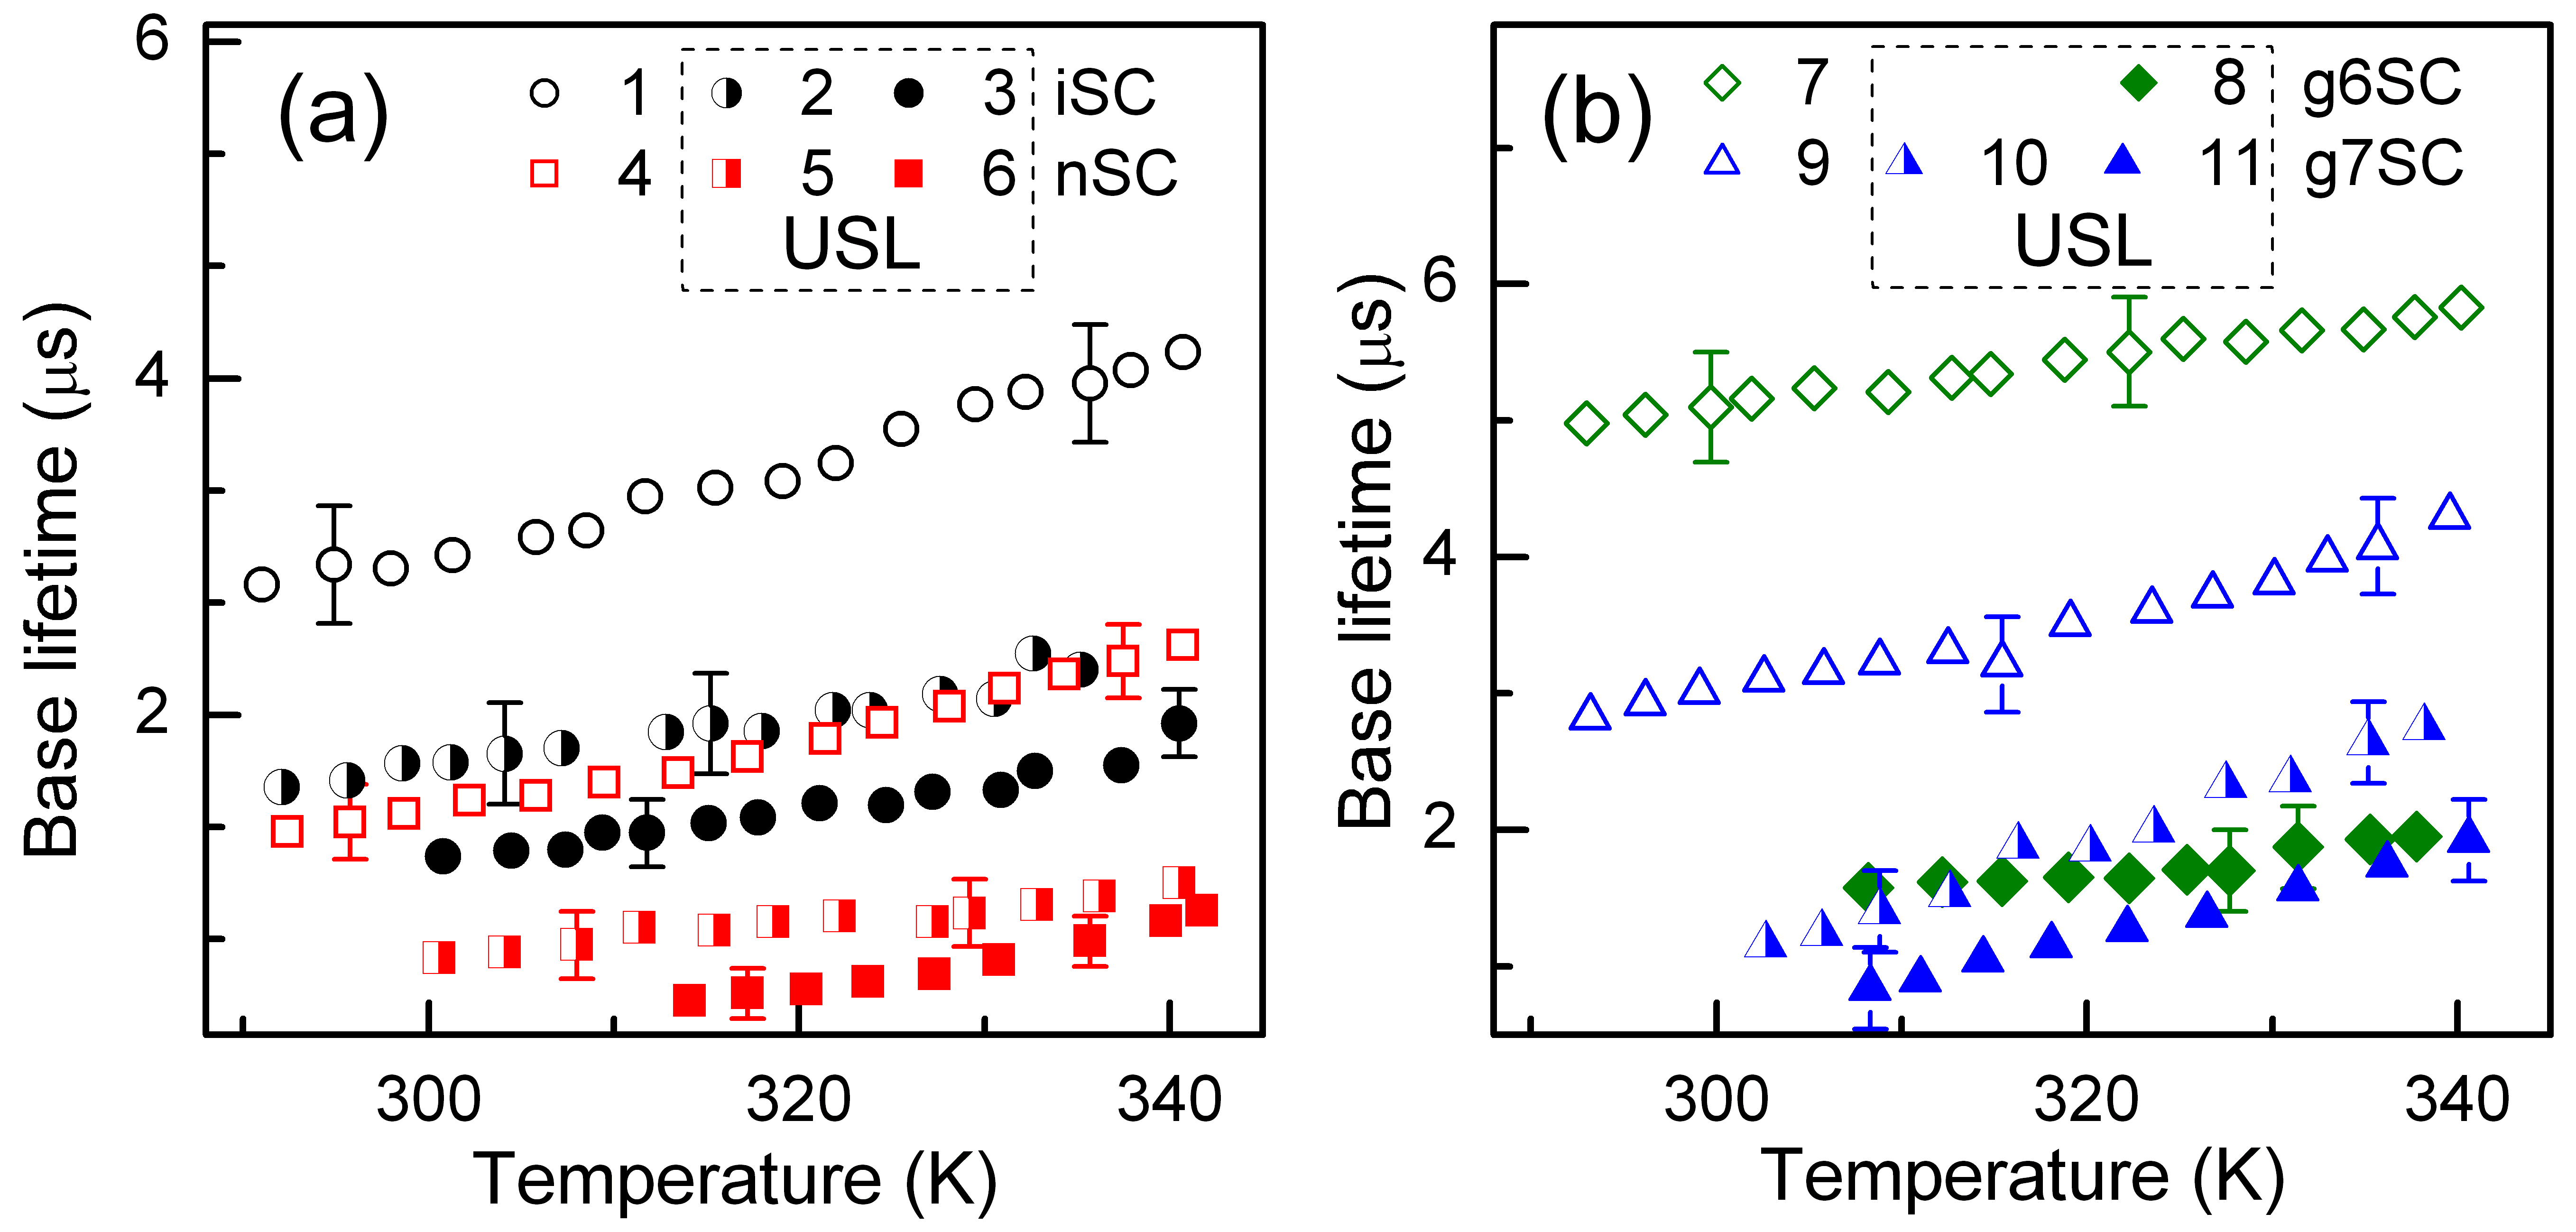 (a)
1 2 3 iSC
4 5 6 nSC
USL
6
4
2
Base lifetime (μs)
300 320 340
Temperature (K)
(b)
7 8 g6SC
9 10 11 g7SC
USL
6
4
2
Base lifetime (μs)
300 320 340
Temperature (K)